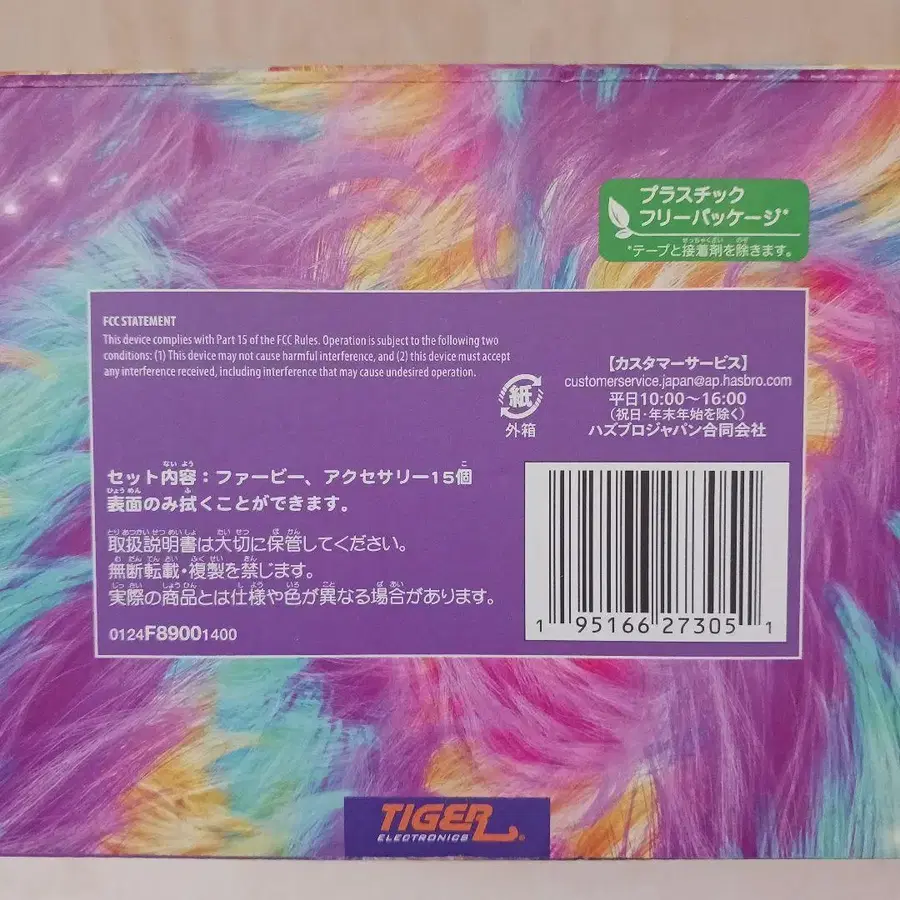 プラスチック
フリーパッケージ*
*テープと接着剤を除きます。
FCC STATEMENT
This device complies with Part 15 of the FCC Rules. Operation is subject to the following two
conditions: (1) This device may not cause harmful interference, and (2) this device must accept
any interference received, including interference that may cause undesired operation.
紙
外箱
【カスタマーサービス】
customerservice.japan@ap.hasbro.com
平日10:00～16:00
(祝日・年末年始を除く)
ハズブロジャパン合同会社
セット内容：ファービー、アクセサリー15個
表面のみ拭くことができます。
取扱説明書は大切に保管してください。
無断転載・複製を禁じます。
実際の商品とは仕様や色が異なる場合があります。
0124F89001400
1 95166 27305 1
TIGER
ELECTRONICS®